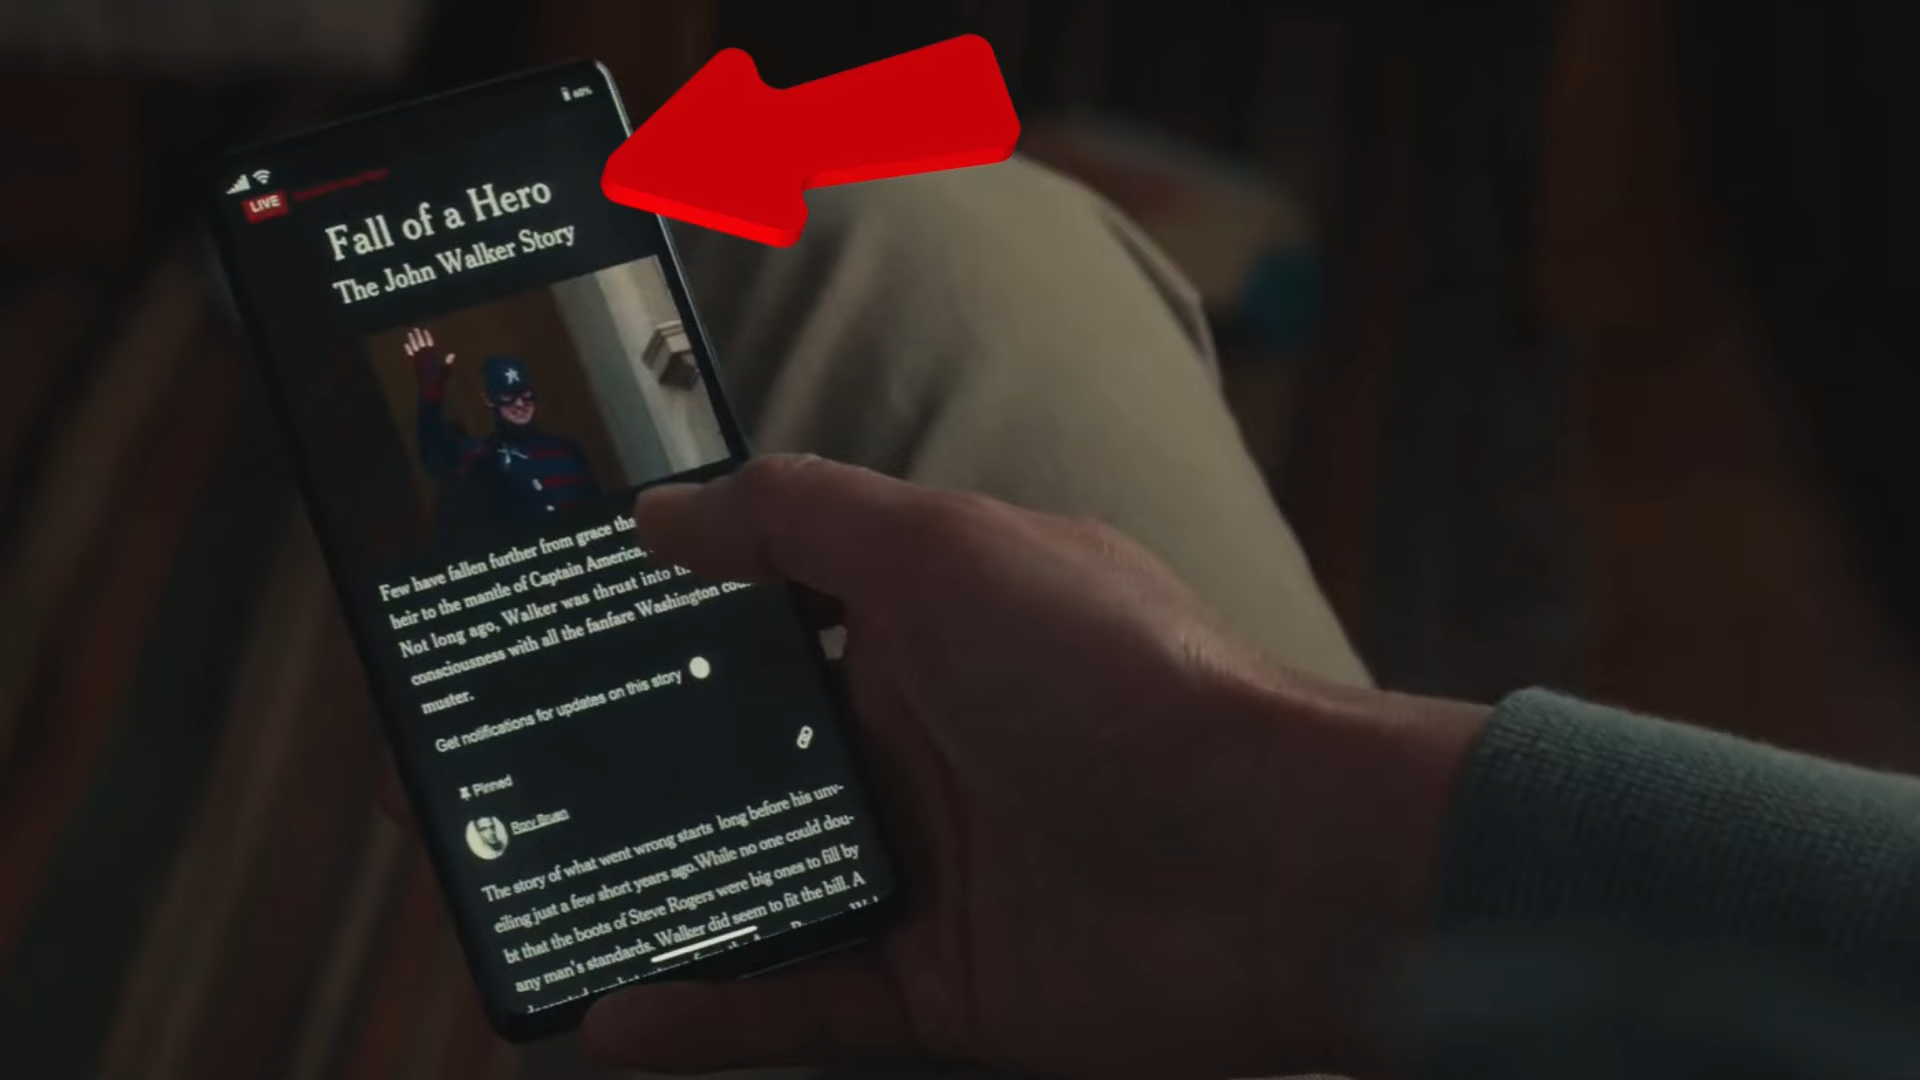 60%
LIVE
Fall of a Hero
The John Walker Story
Few have fallen further from grace tha
heir to the mantle of Captain America,
Not long ago, Walker was thrust into
consciousness with all the fanfare Washington
muster.
Get notifications for updates on this story
Pinned
Rory Bruen
The story of what went wrong starts long before his unv-
eiling just a few short years ago.While no one could dou-
bt that the boots of Steve Rogers were big ones to fill by
any man's standards, Walker did seem to fit the bill. A